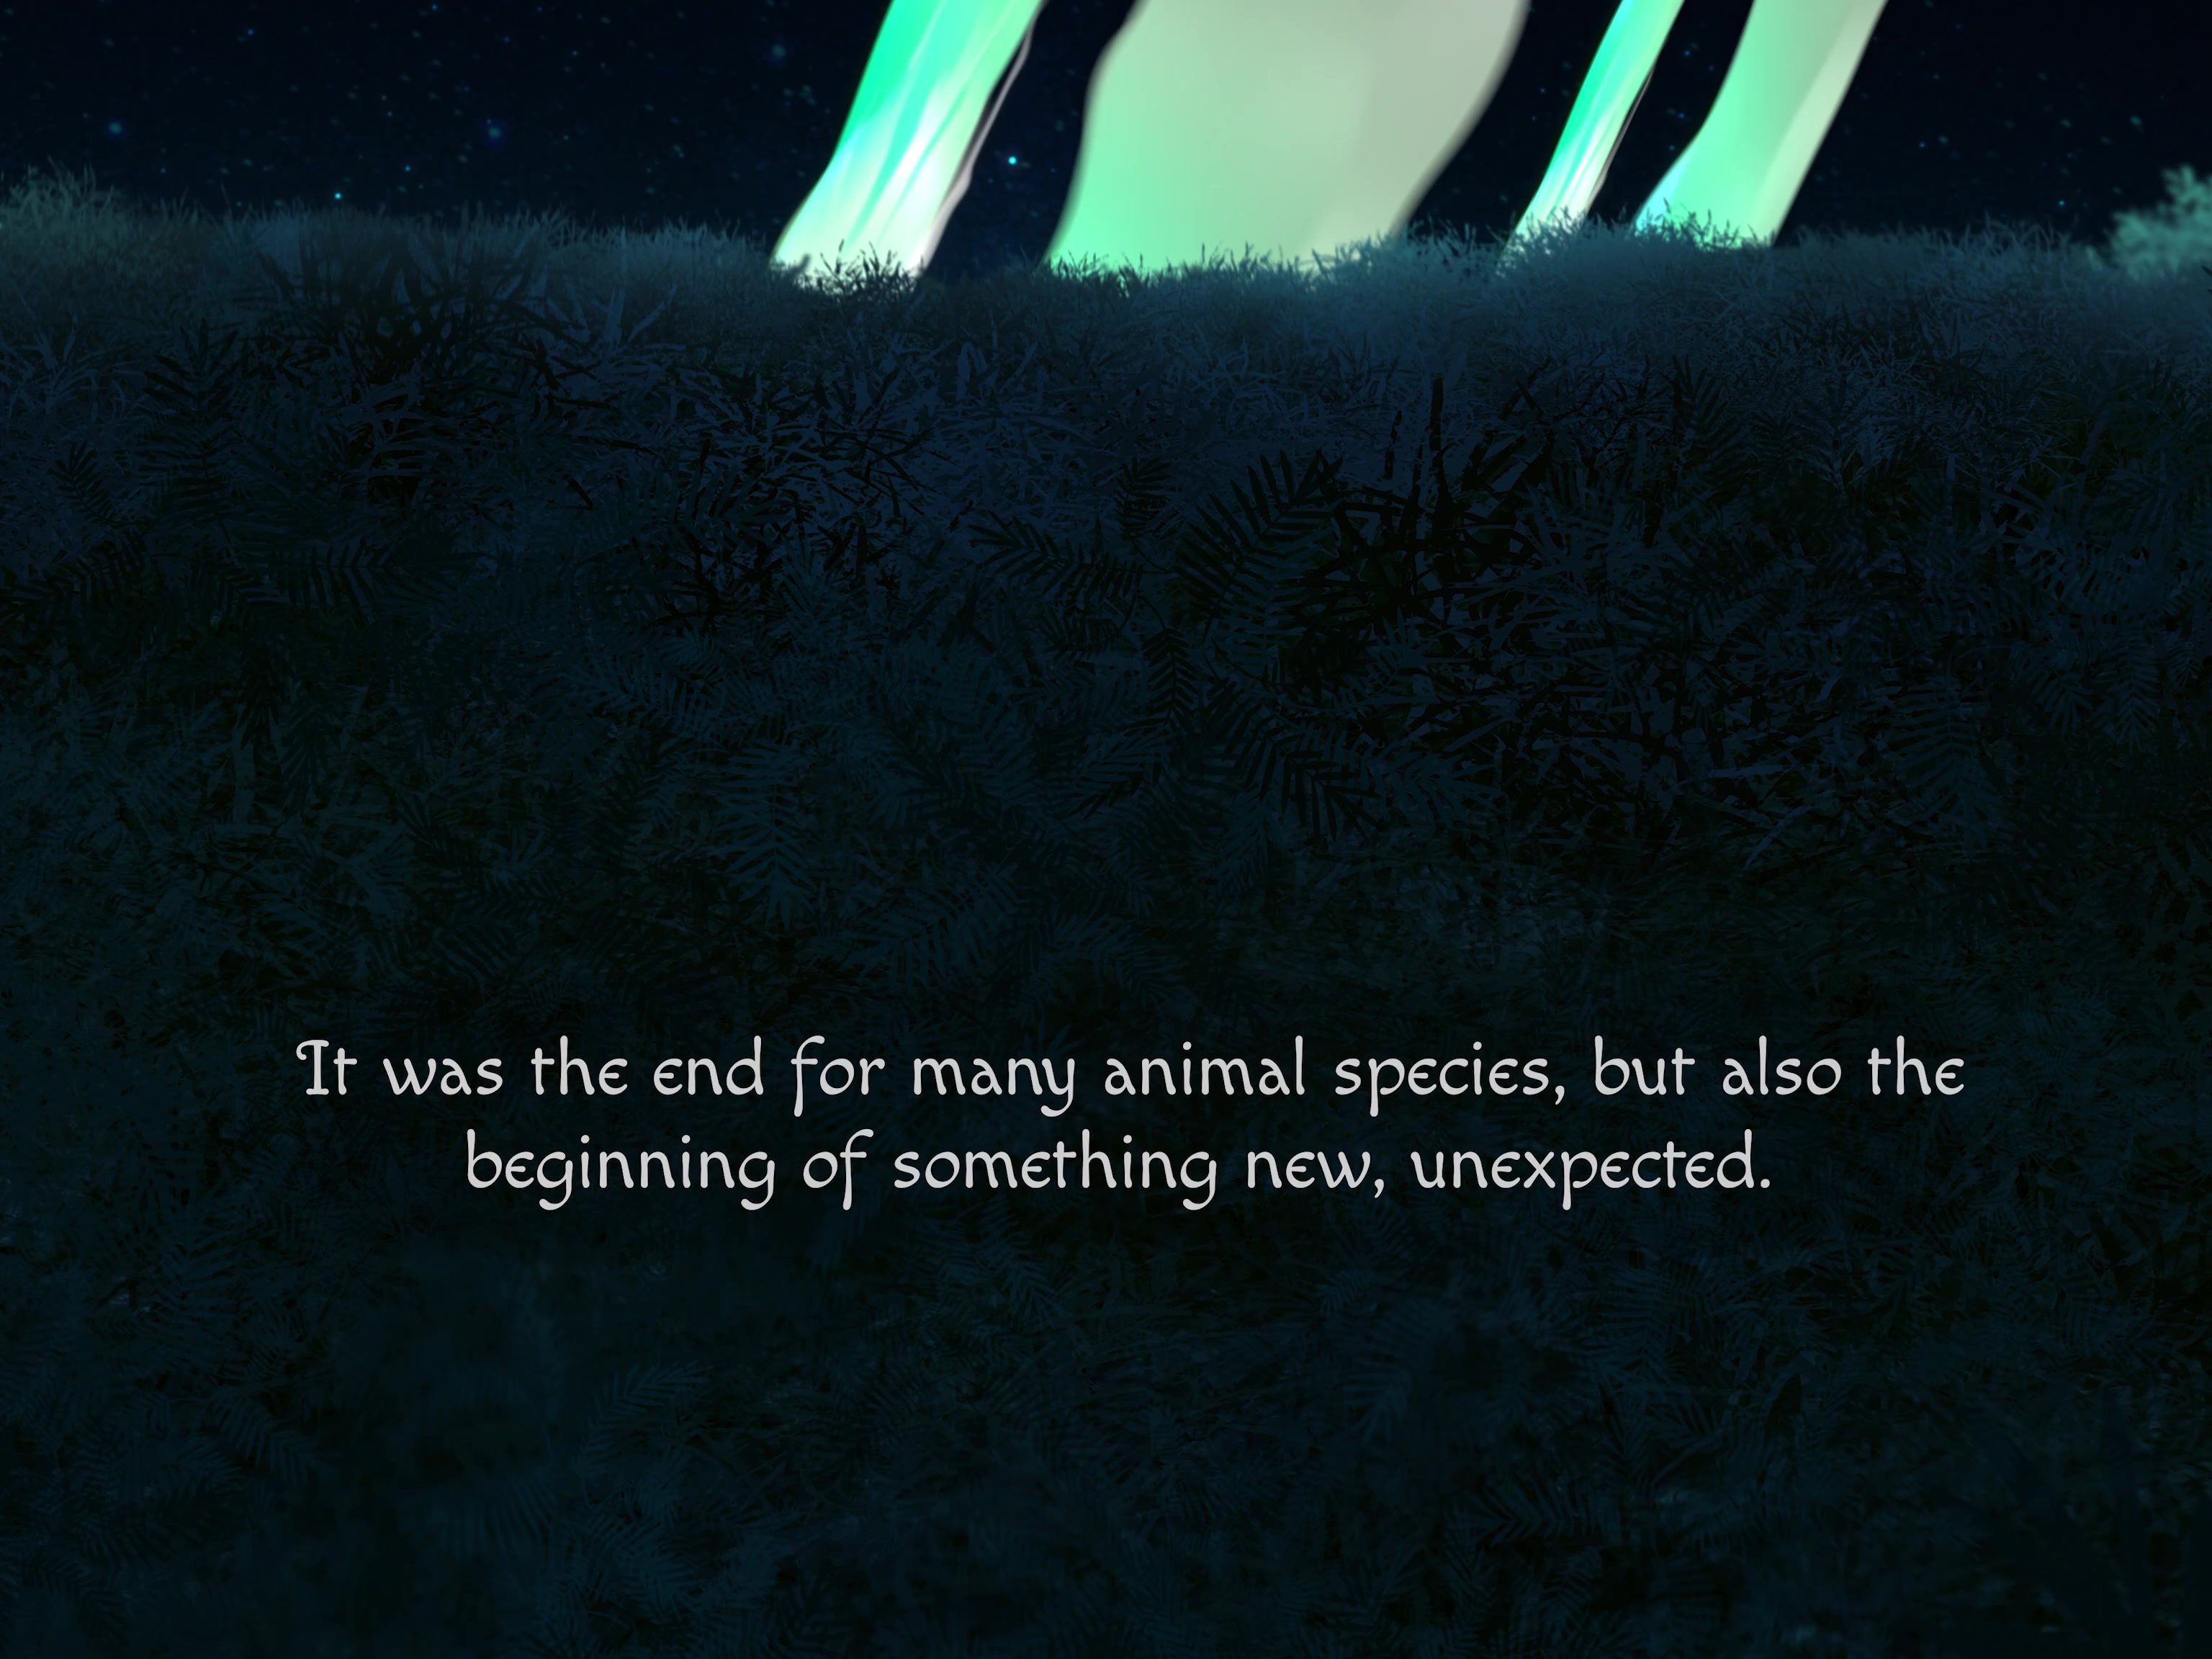 It was the end for many animal species, but also the
beginning of something new, unexpected.